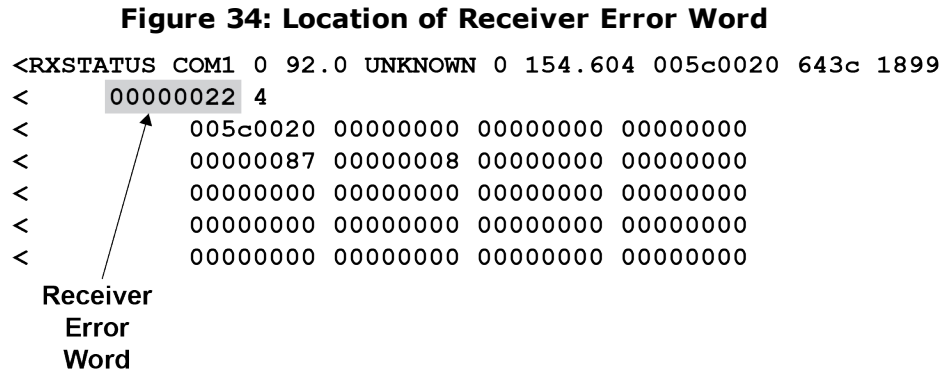 Figure 34: Location of Receiver Error Word
<RXSTATUS COM1 0 92.0 UNKNOWN 0 154.604 005c0020 643c 1899
< 00000022 4
< 005c0020 00000000 00000000 00000000
< 00000087 00000008 00000000 00000000
< 00000000 00000000 00000000 00000000
< 00000000 00000000 00000000 00000000
< 00000000 00000000 00000000 00000000
Receiver
Error
Word